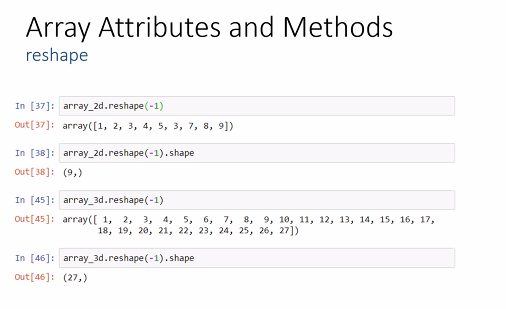 Array Attributes and Methods
reshape
In [37]: array_2d.reshape(-1)
Out[37]: array([1, 2, 3, 4, 5, 3, 7, 8, 9])
In [38]: array_2d.reshape(-1).shape
Out[38]: (9,)
In [45]: array_3d.reshape(-1)
Out[45]: array([ 1,  2,  3,  4,  5,  6,  7,  8,  9, 10, 11, 12, 13, 14, 15, 16, 17,
18, 19, 20, 21, 22, 23, 24, 25, 26, 27])
In [46]: array_3d.reshape(-1).shape
Out[46]: (27,)